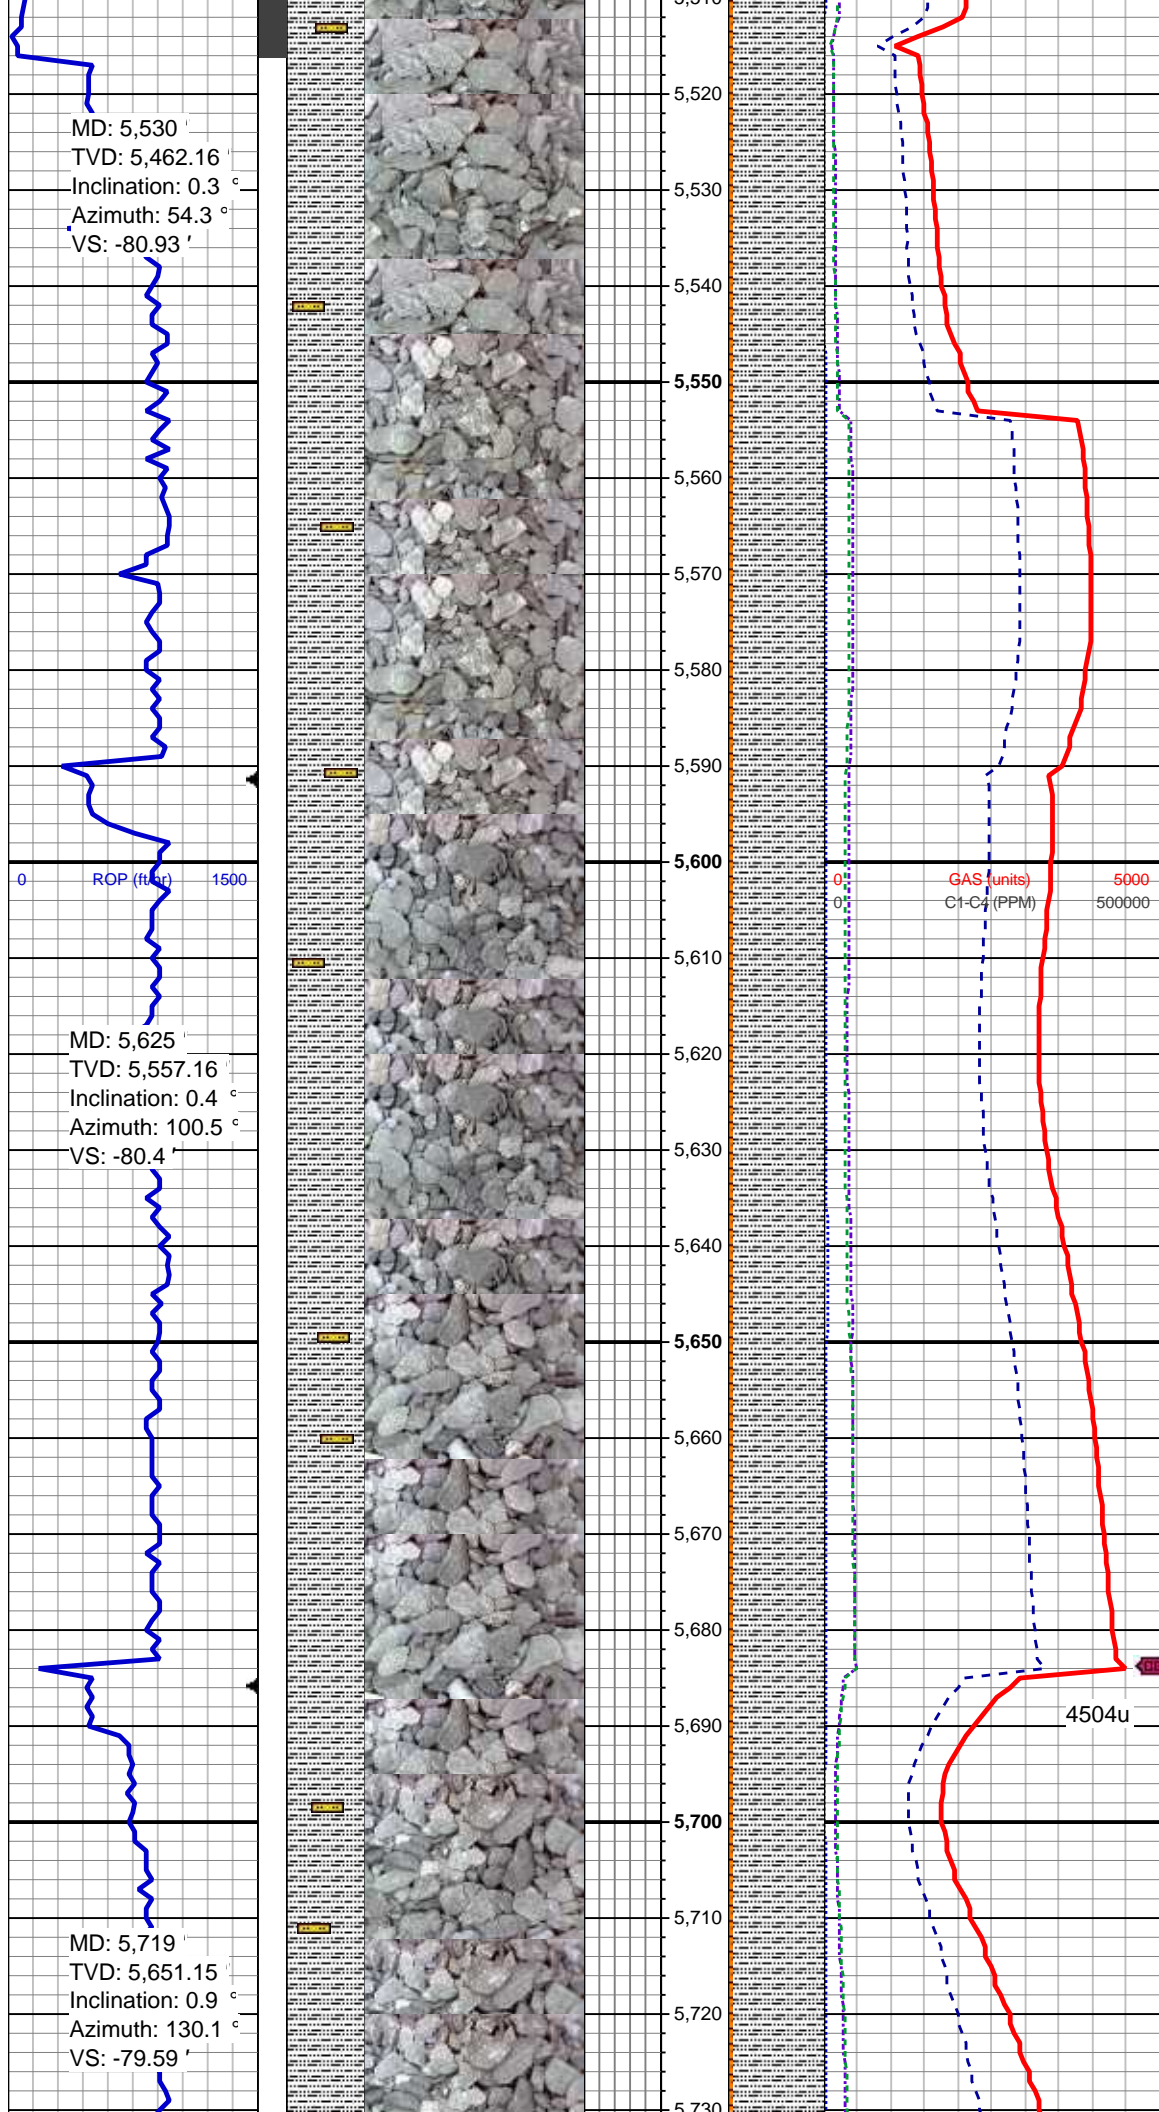 5,520
MD: 5,530 '
TVD: 5,462.16 '
Inclination: 0.3 °
Azimuth: 54.3 °
VS: -80.93 '
5,530
5,540
5,550
5,560
5,570
5,580
5,590
5,600
0 ROP (ft/hr) 1500
0 GAS (units) 5000
0 C1-C4 (PPM) 500000
5,610
MD: 5,625 '
TVD: 5,557.16 '
Inclination: 0.4 °
Azimuth: 100.5 °
VS: -80.4 '
5,620
5,630
5,640
5,650
5,660
5,670
5,680
5,690
4504u
5,700
5,710
MD: 5,719 '
TVD: 5,651.15 '
Inclination: 0.9 °
Azimuth: 130.1 °
VS: -79.59 '
5,720
5,730